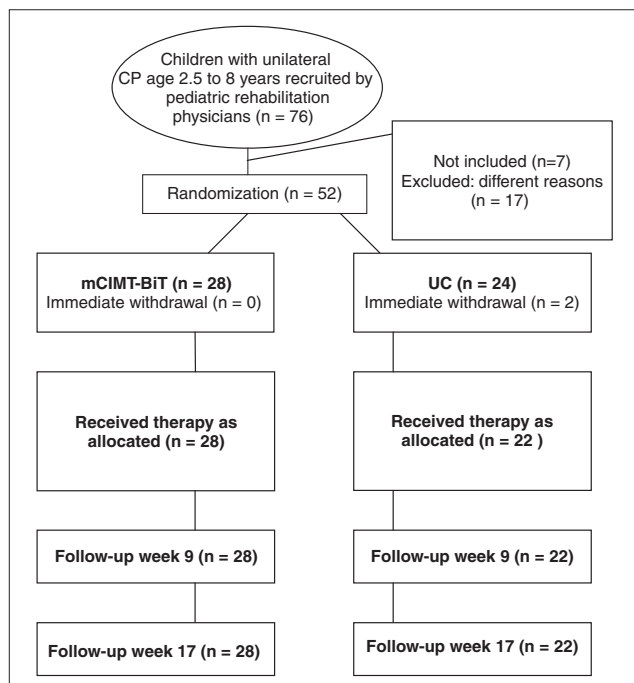 Children with unilateral
CP age 2.5 to 8 years recruited by
pediatric rehabilitation
physicians (n = 76)
Not included (n=7)
Excluded: different reasons
(n = 17)
Randomization (n = 52)
mCIMT-BiT (n = 28)
Immediate withdrawal (n = 0)
UC (n = 24)
Immediate withdrawal (n = 2)
Received therapy as
allocated (n = 28)
Received therapy as
allocated (n = 22 )
Follow-up week 9 (n = 28)
Follow-up week 9 (n = 22)
Follow-up week 17 (n = 28)
Follow-up week 17 (n = 22)